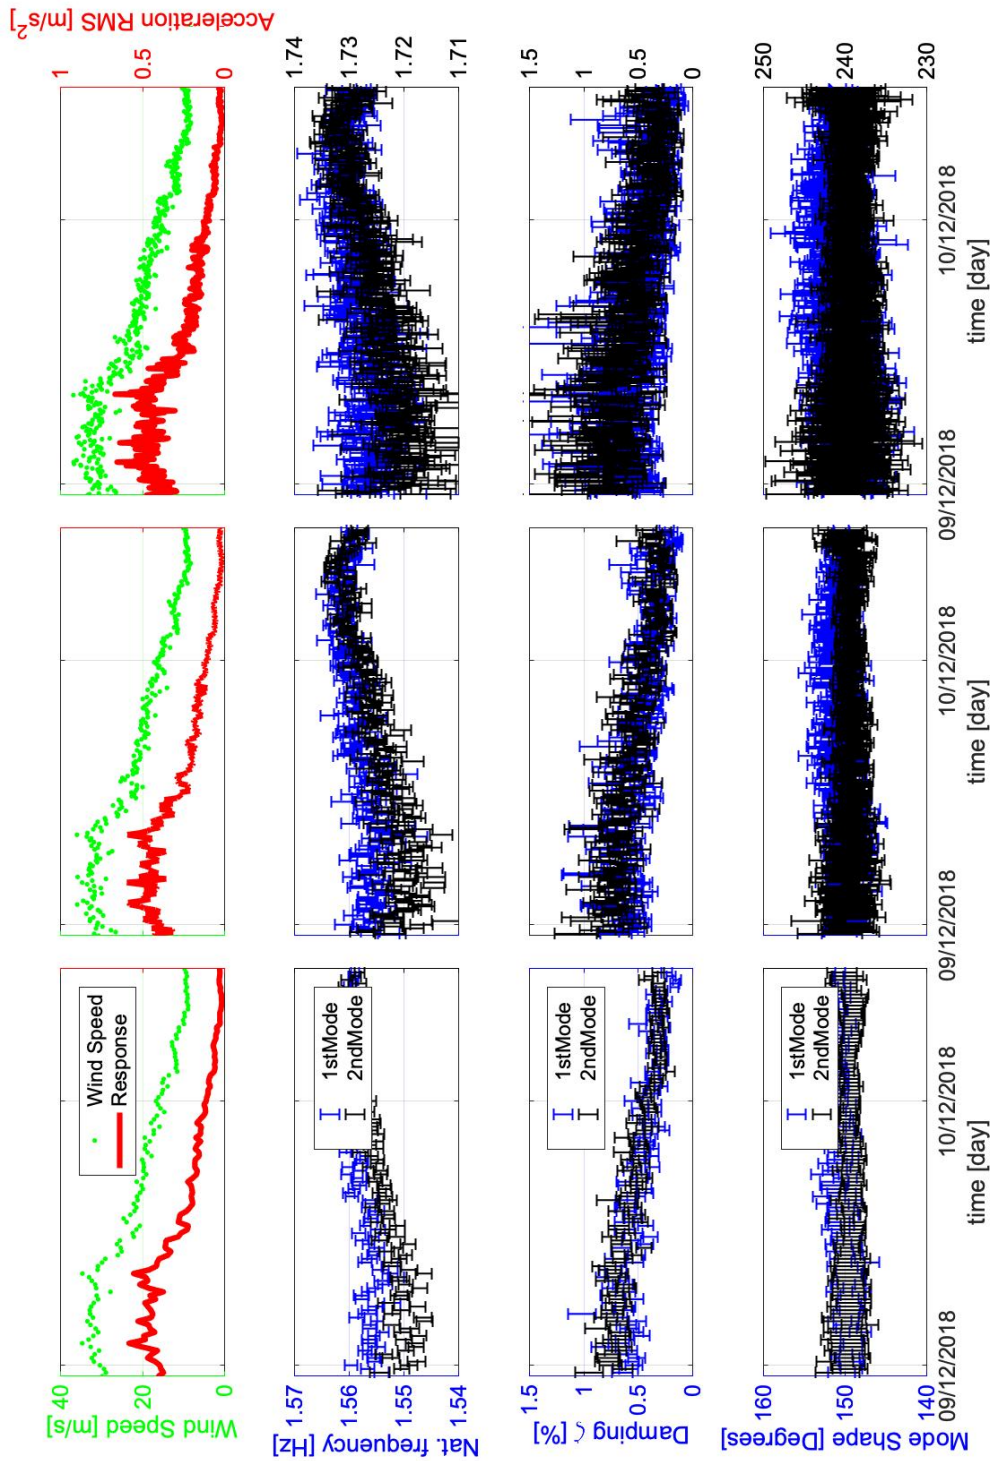 Wind Speed [m/s]
40
20
0
Wind Speed
Response
1
0.5
0
Acceleration RMS [m/s²]
Nat. frequency [Hz]
1.57
1.56
1.55
1.54
1stMode
2ndMode
1.74
1.73
1.72
1.71
Damping ζ [%]
1.5
1
0.5
0
1stMode
2ndMode
1.5
1
0.5
0
Mode Shape [Degrees]
160
150
140
1stMode
2ndMode
250
240
230
09/12/2018
10/12/2018
09/12/2018
10/12/2018
09/12/2018
10/12/2018
time [day]
time [day]
time [day]